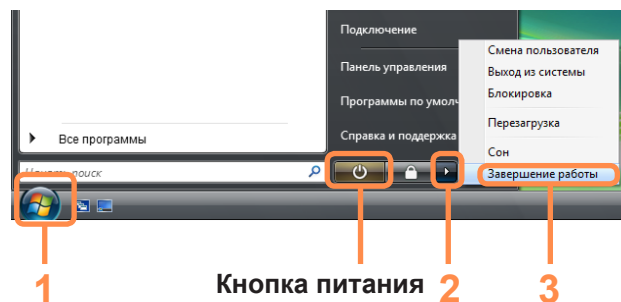 Подключение
Панель управления
Программы по умолч
Справка и поддержка
Смена пользователя
Выход из системы
Блокировка
Перезагрузка
Сон
Завершение работы
Все программы
поиск
1
Кнопка питания
2
3